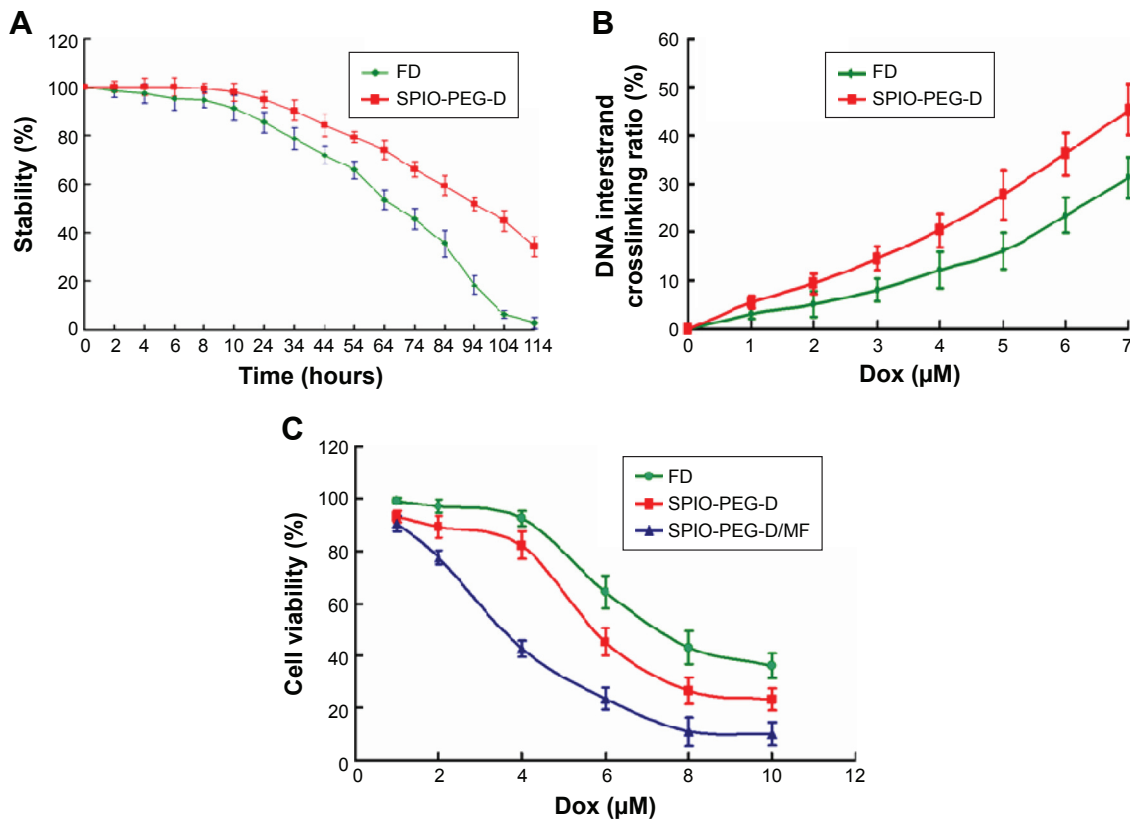 A
120
100
80
60
40
20
0
Stability (%)
FD
SPIO-PEG-D
0 2 4 6 8 10 24 34 44 54 64 74 84 94 104 114
Time (hours)
B
60
50
40
30
20
10
0
DNA interstrand
crosslinking ratio (%)
FD
SPIO-PEG-D
0 1 2 3 4 5 6 7
Dox (µM)
C
120
100
80
60
40
20
0
Cell viability (%)
FD
SPIO-PEG-D
SPIO-PEG-D/MF
0 2 4 6 8 10 12
Dox (µM)